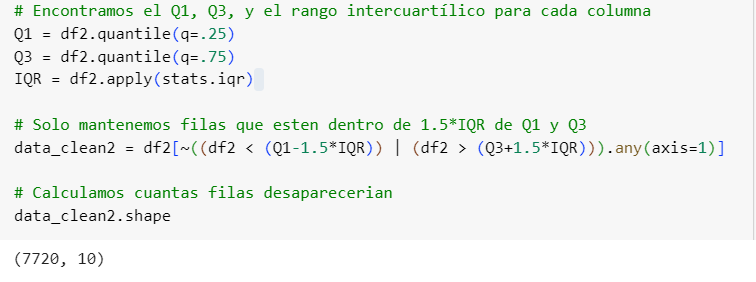 # Encontramos el Q1, Q3, y el rango intercuartílico para cada columna
Q1 = df2.quantile(q=.25)
Q3 = df2.quantile(q=.75)
IQR = df2.apply(stats.iqr)
# Solo mantenemos filas que esten dentro de 1.5*IQR de Q1 y Q3
data_clean2 = df2[~((df2 < (Q1-1.5*IQR)) | (df2 > (Q3+1.5*IQR))).any(axis=1)]
# Calculamos cuantas filas desaparecerian
data_clean2.shape
(7720, 10)